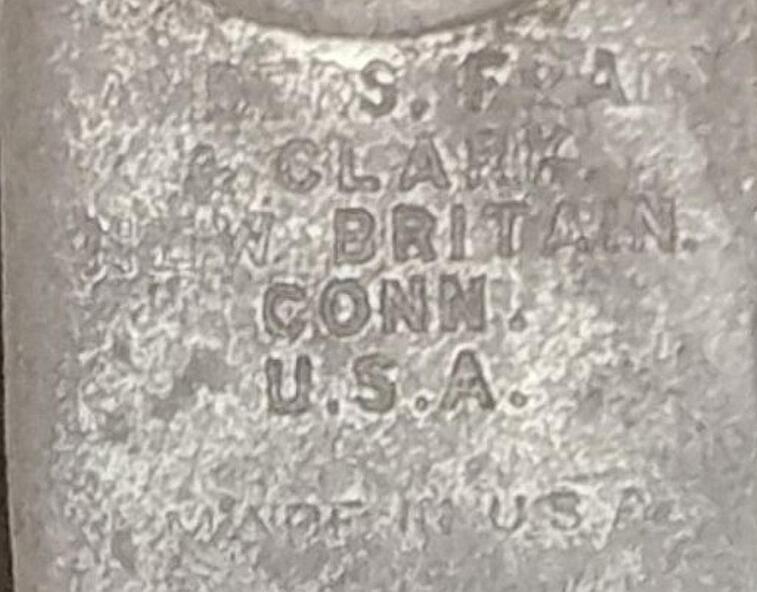 & CLARK.
NEW BRITAIN.
CONN.
U.S.A.
MADE IN U S A